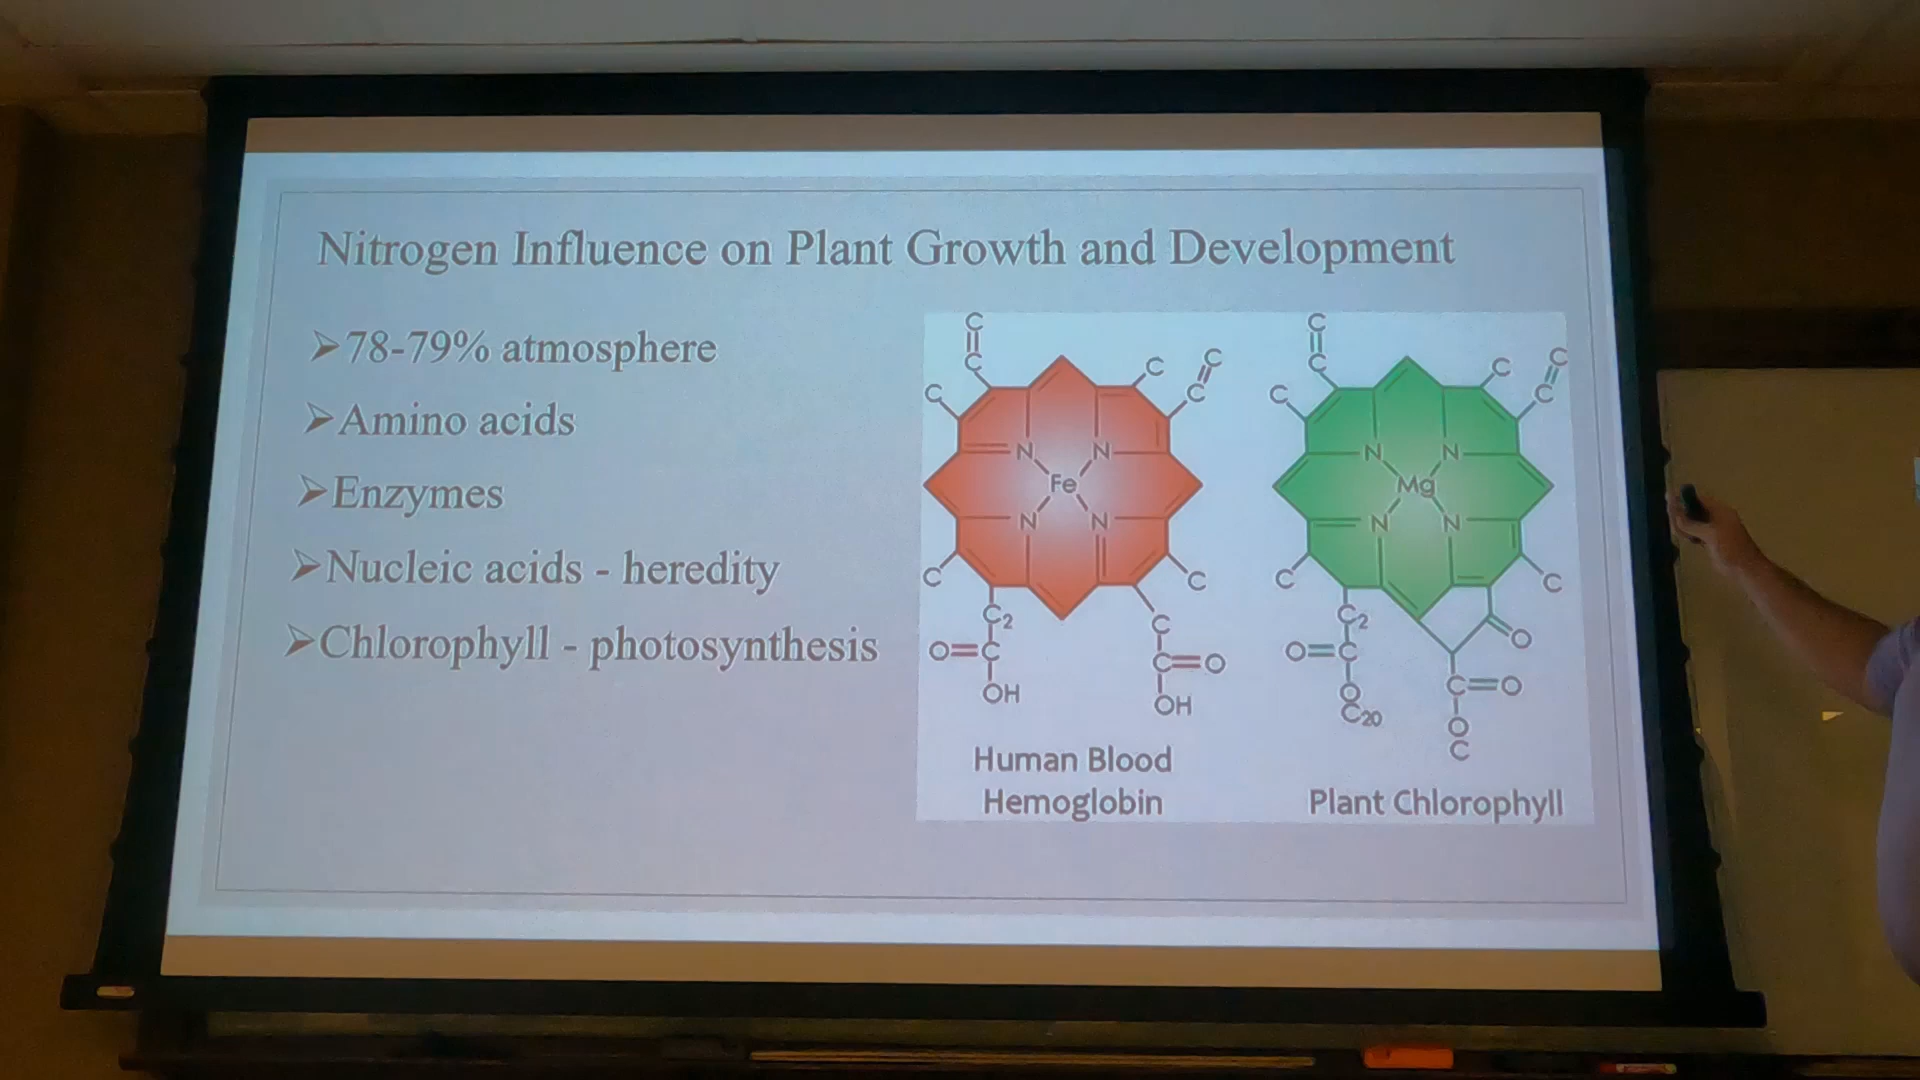 Nitrogen Influence on Plant Growth and Development
➢78-79% atmosphere
➢Amino acids
➢Enzymes
➢Nucleic acids - heredity
➢Chlorophyll - photosynthesis
C
C
C
C
C
C
N
N
Fe
N
N
C
C
C2
O=C
OH
C
C=O
OH
Human Blood
Hemoglobin
C
C
C
C
C
C
N
N
Mg
N
N
C
C
C2
O=C
O
C20
O
C=O
O
C
Plant Chlorophyll